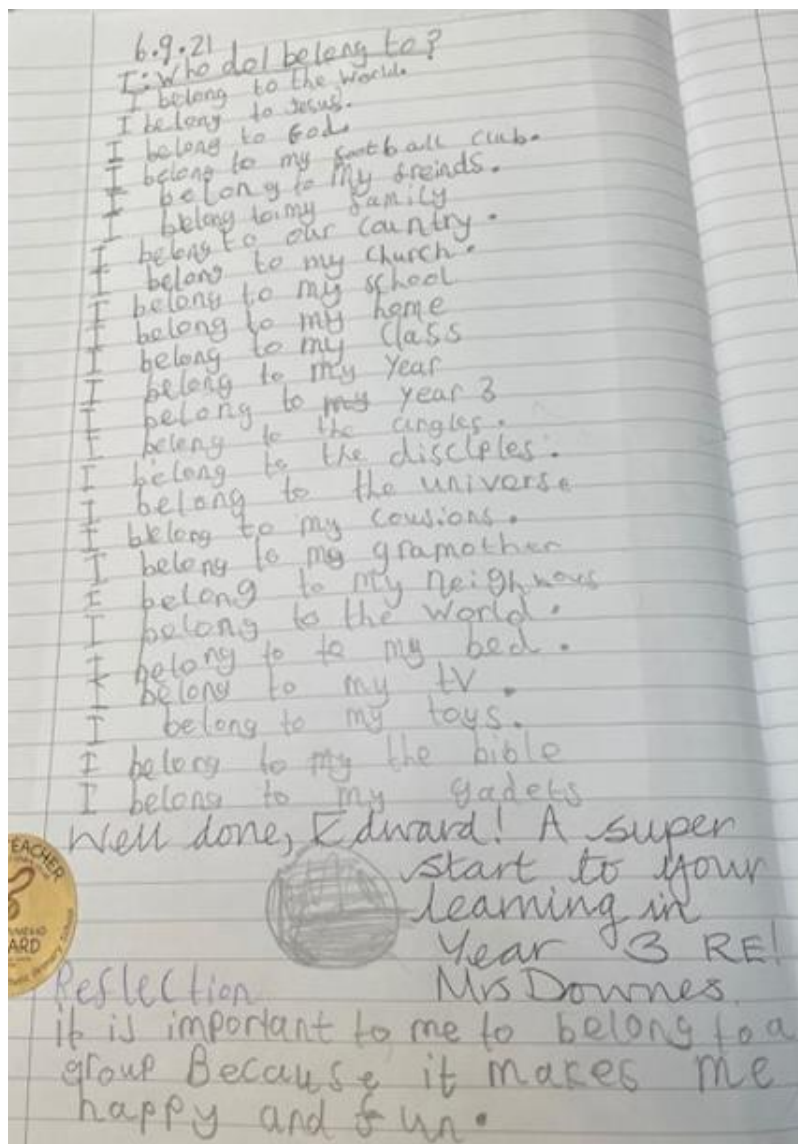 6.9.21
I: Who do I belong to?
I belong to the world.
I belong to Jesus.
I belong to God.
I belong to my football club.
I belong to my freinds.
I belong to my family
I belong to our country.
I belong to my church.
I belong to my school
I belong to my home
I belong to my class
I belong to my year
I belong to my year 3
I belong to the angles.
I belong to the disciples.
I belong to the universe
I belong to my cousions.
I belong to my gramother
I belong to my
I belong to the world.
I belong to to my bed.
I belong to my tv.
I belong to my toys.
I belong to my the bible
I belong to my gadets
Well done, Edward! A super
start to your
learning in
Year 3 RE!
Mrs Downes
TEACHER
ARD
Reflection
it is important to me to belong to a
group Because it makes me
happy and fun.